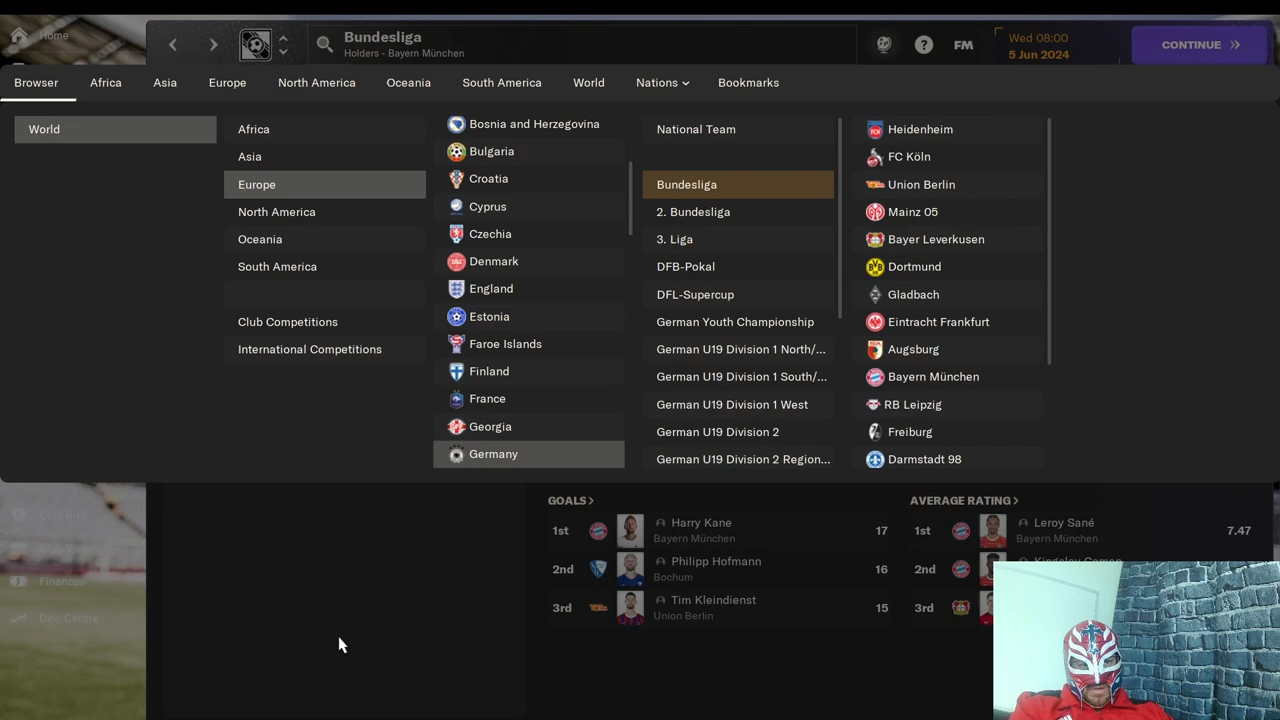 Home
Bundesliga
Holders - Bayern München
FM
Wed 08:00
5 Jun 2024
CONTINUE
Browser
Africa
Asia
Europe
North America
Oceania
South America
World
Nations
Bookmarks
World
Africa
Asia
Europe
North America
Oceania
South America
Club Competitions
International Competitions
Bosnia and Herzegovina
Bulgaria
Croatia
Cyprus
Czechia
Denmark
England
Estonia
Faroe Islands
Finland
France
Georgia
Germany
National Team
Bundesliga
2. Bundesliga
3. Liga
DFB-Pokal
DFL-Supercup
German Youth Championship
German U19 Division 1 North/...
German U19 Division 1 South/...
German U19 Division 1 West
German U19 Division 2
German U19 Division 2 Region...
Heidenheim
FC Köln
Union Berlin
Mainz 05
Bayer Leverkusen
Dortmund
Gladbach
Eintracht Frankfurt
Augsburg
Bayern München
RB Leipzig
Freiburg
Darmstadt 98
Club Info
Finances
Dev. Centre
GOALS
1st Harry Kane 17
Bayern München
2nd Philipp Hofmann 16
Bochum
3rd Tim Kleindienst 15
Union Berlin
AVERAGE RATING
1st Leroy Sané 7.47
Bayern München
2nd Kingsley Coman
3rd